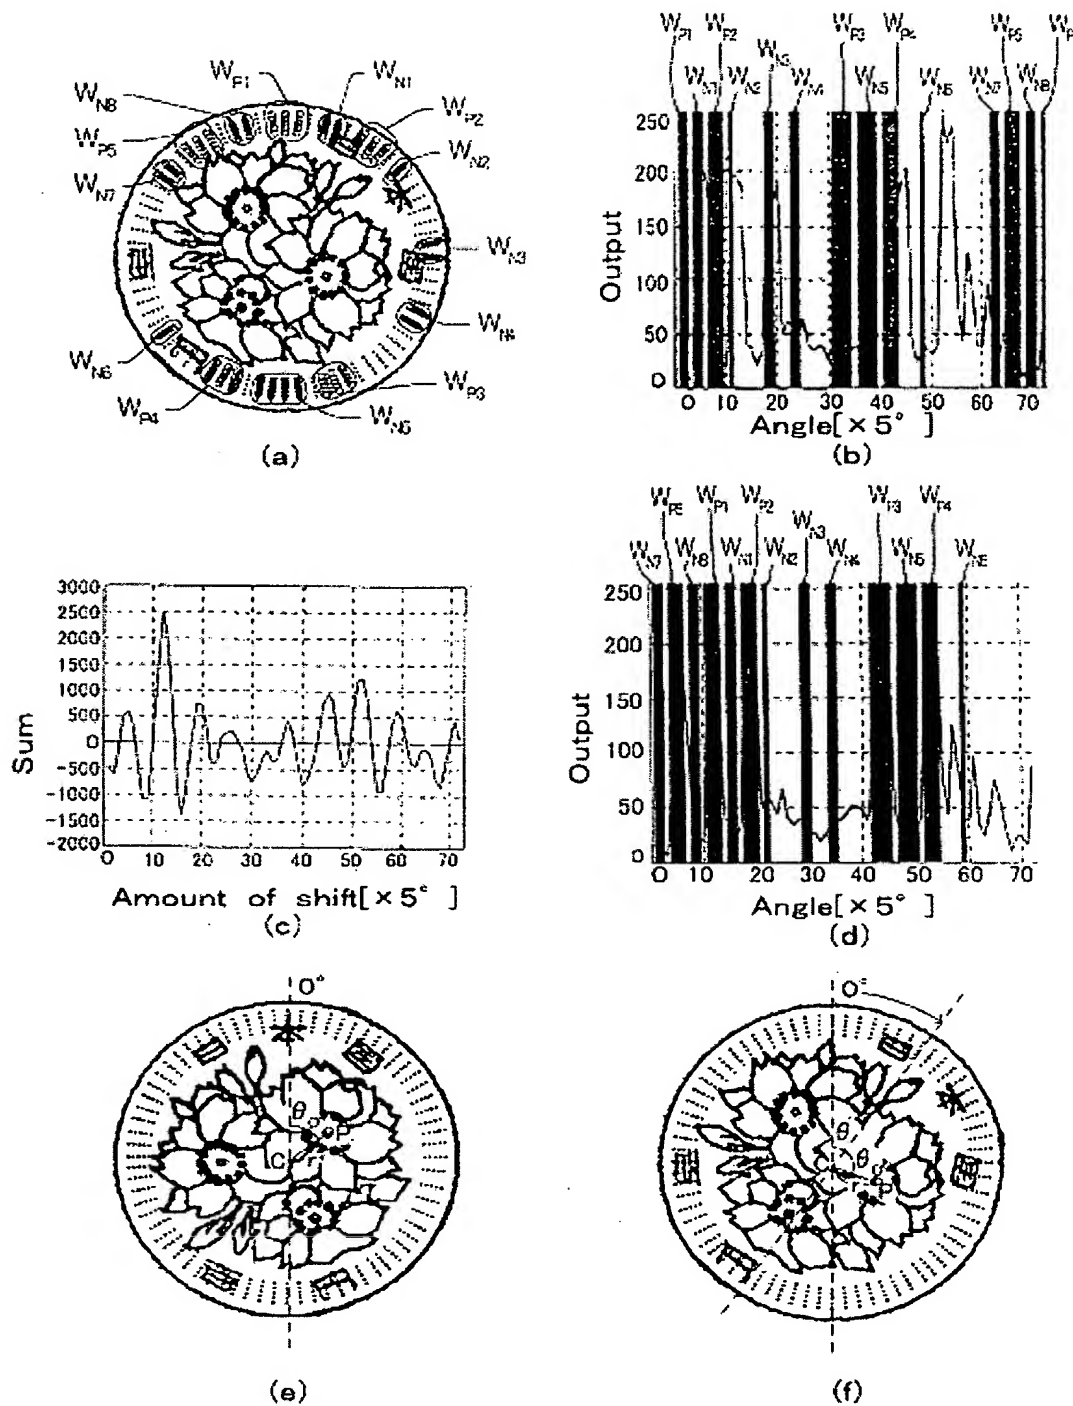 W_P1
W_N1
W_N8
W_P2
W_P5
W_N2
W_N7
W_N3
W_N4
W_N6
W_P3
W_P4
W_N5
(a)
W_P1 W_P2 W_P3 W_P4 W_P5
W_N1 W_N2 W_N3 W_N4 W_N5 W_N6 W_N7 W_N8
250
200
150
100
50
0
Output
0 10 20 30 40 50 60 70
Angle[×5° ]
(b)
3000
2500
2000
1500
1000
500
0
-500
-1000
-1500
-2000
Sum
0 10 20 30 40 50 60 70
Amount of shift[×5° ]
(c)
W_P5 W_P1 W_P2 W_P3 W_P4
W_N7 W_N8 W_N1 W_N2 W_N3 W_N4 W_N5
250
200
150
100
50
0
Output
0 10 20 30 40 50 60 70
Angle[×5° ]
(d)
0°
θ
P
C r
(e)
0°
θ
θ
C
r P
(f)